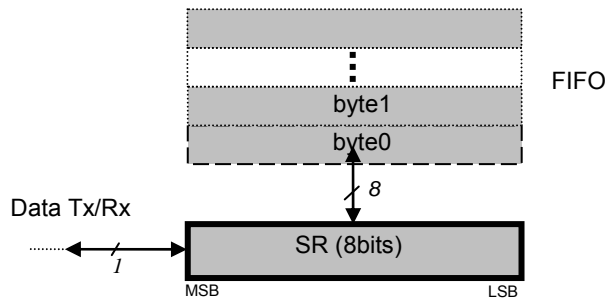 FIFO
byte1
byte0
8
Data Tx/Rx
1
SR (8bits)
MSB
LSB